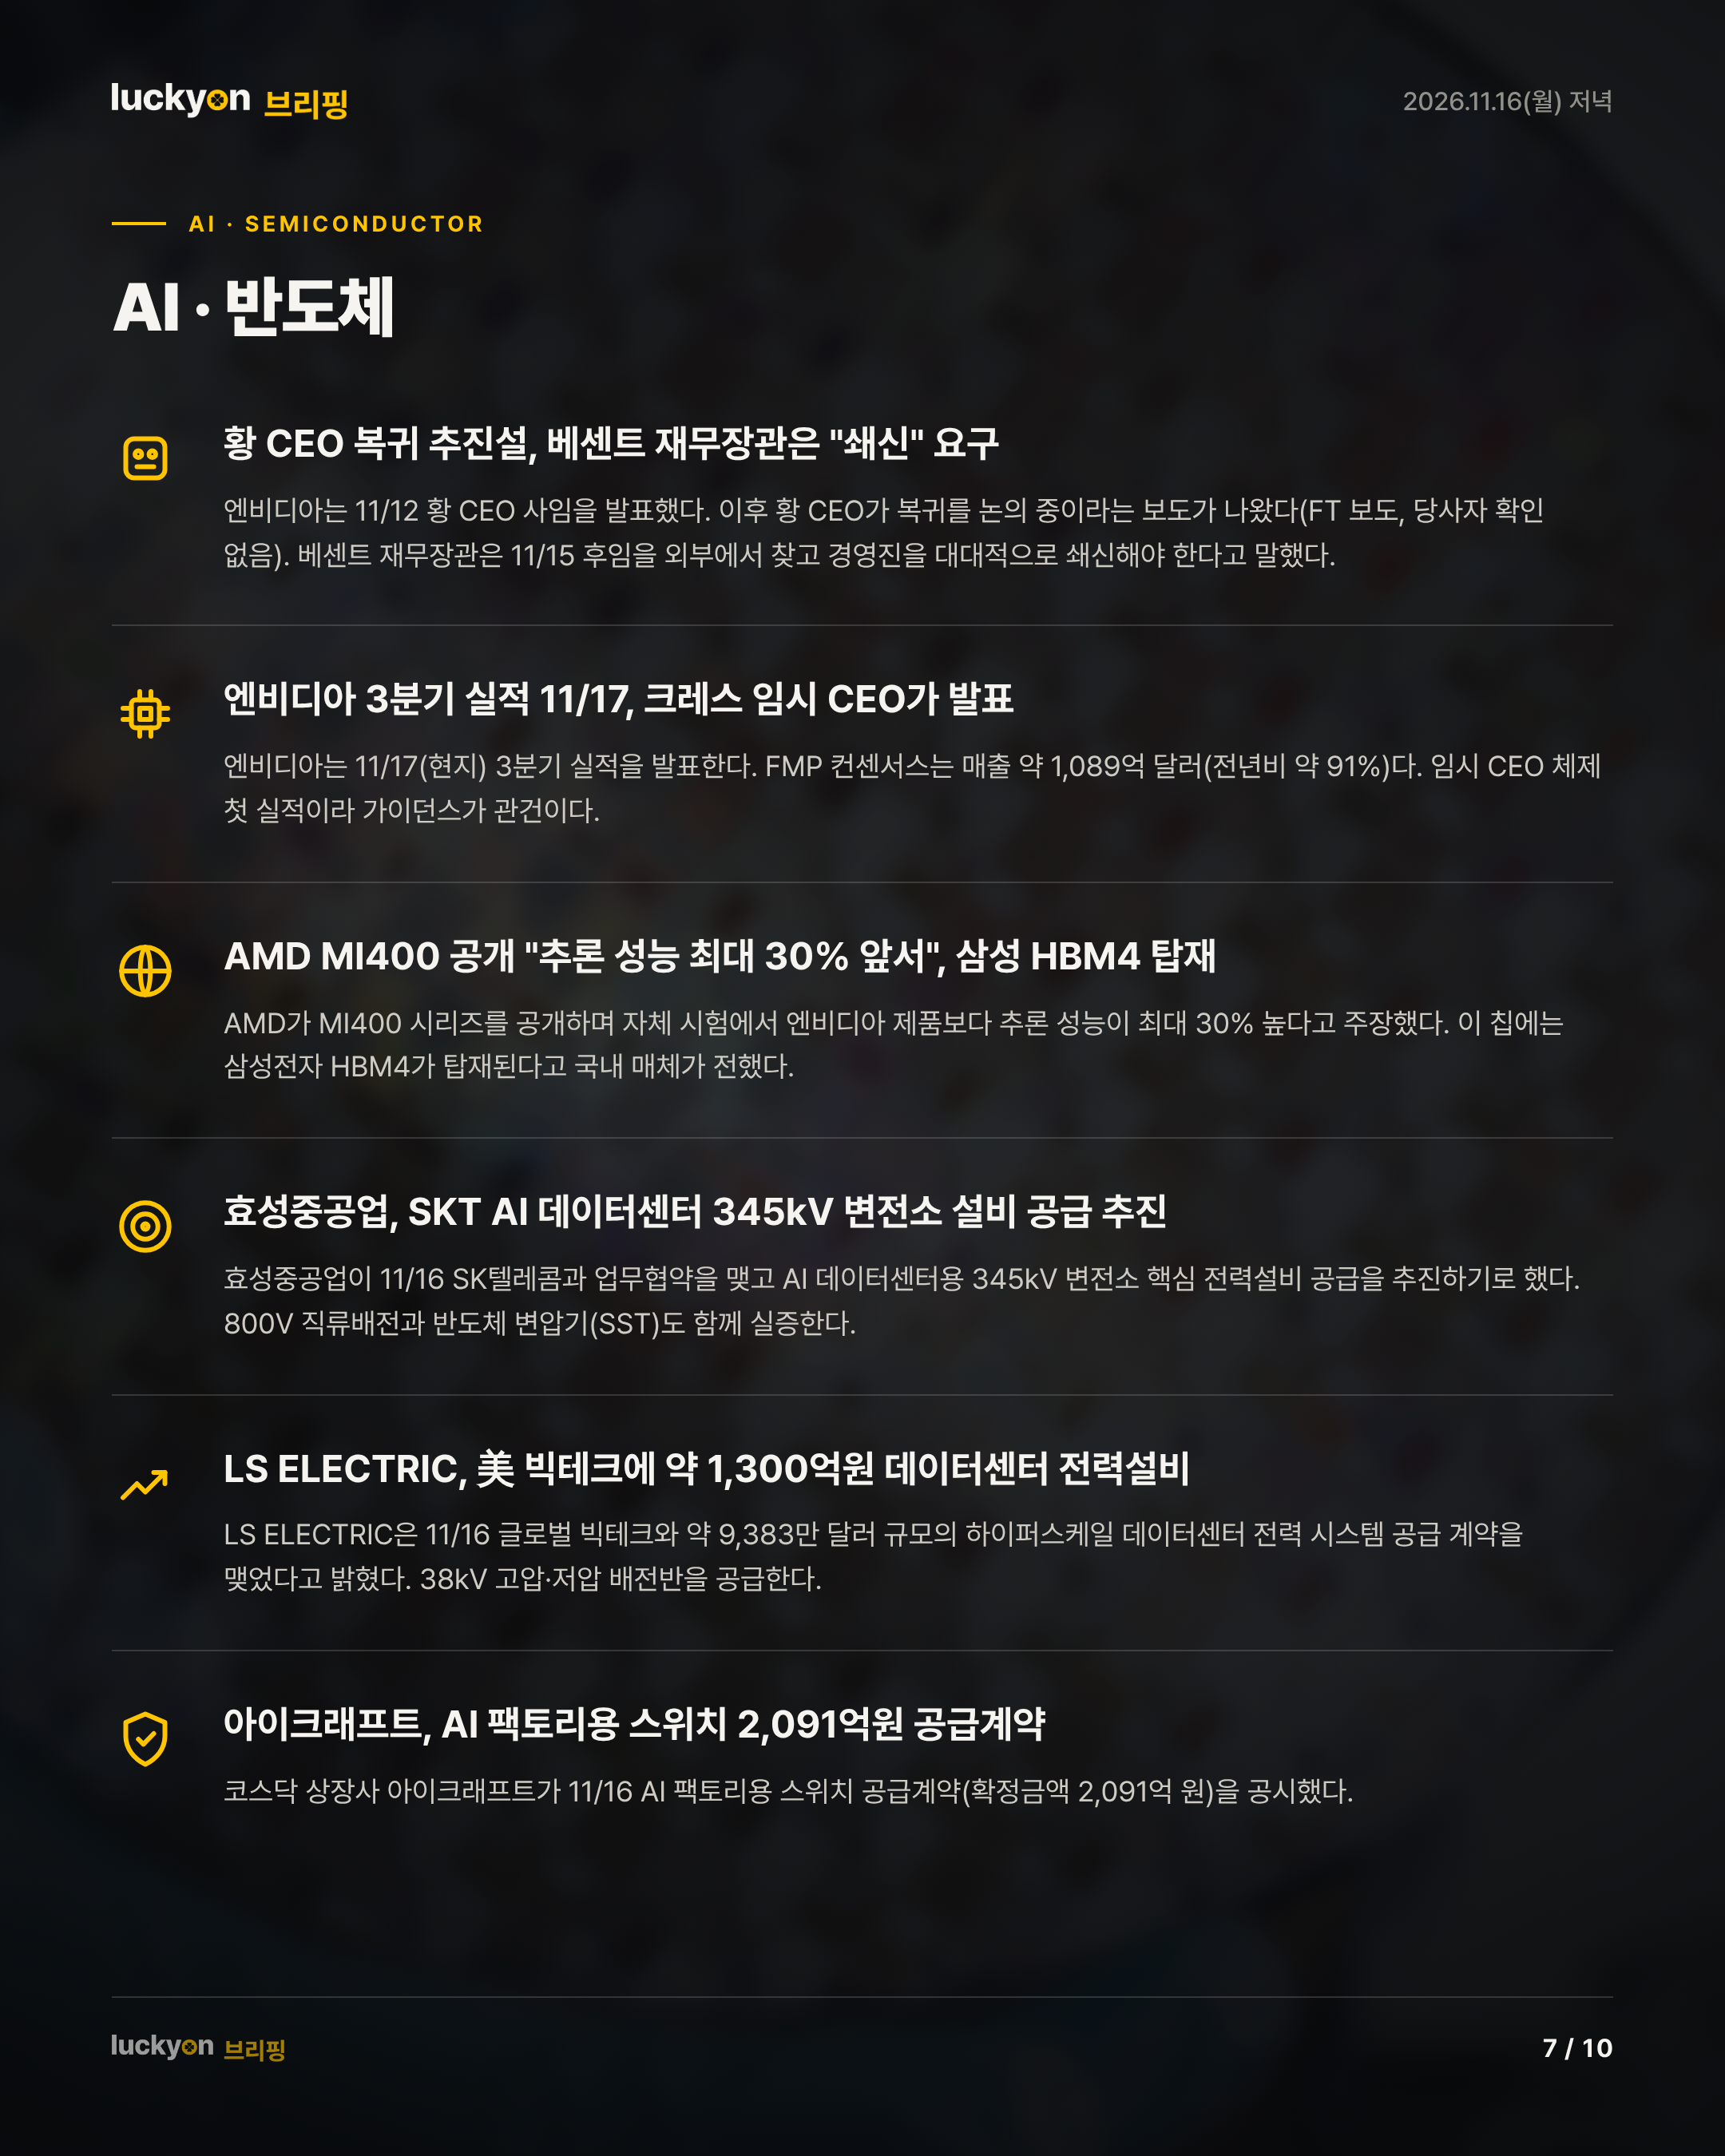 luckyon 브리핑
2026.11.16(월) 저녁
AI · SEMICONDUCTOR
AI · 반도체
황 CEO 복귀 추진설, 베센트 재무장관은 "쇄신" 요구
엔비디아는 11/12 황 CEO 사임을 발표했다. 이후 황 CEO가 복귀를 논의 중이라는 보도가 나왔다(FT 보도, 당사자 확인
없음). 베센트 재무장관은 11/15 후임을 외부에서 찾고 경영진을 대대적으로 쇄신해야 한다고 말했다.
엔비디아 3분기 실적 11/17, 크레스 임시 CEO가 발표
엔비디아는 11/17(현지) 3분기 실적을 발표한다. FMP 컨센서스는 매출 약 1,089억 달러(전년비 약 91%)다. 임시 CEO 체제
첫 실적이라 가이던스가 관건이다.
AMD MI400 공개 "추론 성능 최대 30% 앞서", 삼성 HBM4 탑재
AMD가 MI400 시리즈를 공개하며 자체 시험에서 엔비디아 제품보다 추론 성능이 최대 30% 높다고 주장했다. 이 칩에는
삼성전자 HBM4가 탑재된다고 국내 매체가 전했다.
효성중공업, SKT AI 데이터센터 345kV 변전소 설비 공급 추진
효성중공업이 11/16 SK텔레콤과 업무협약을 맺고 AI 데이터센터용 345kV 변전소 핵심 전력설비 공급을 추진하기로 했다.
800V 직류배전과 반도체 변압기(SST)도 함께 실증한다.
LS ELECTRIC, 美 빅테크에 약 1,300억원 데이터센터 전력설비
LS ELECTRIC은 11/16 글로벌 빅테크와 약 9,383만 달러 규모의 하이퍼스케일 데이터센터 전력 시스템 공급 계약을
맺었다고 밝혔다. 38kV 고압·저압 배전반을 공급한다.
아이크래프트, AI 팩토리용 스위치 2,091억원 공급계약
코스닥 상장사 아이크래프트가 11/16 AI 팩토리용 스위치 공급계약(확정금액 2,091억 원)을 공시했다.
luckyon 브리핑
7 / 10